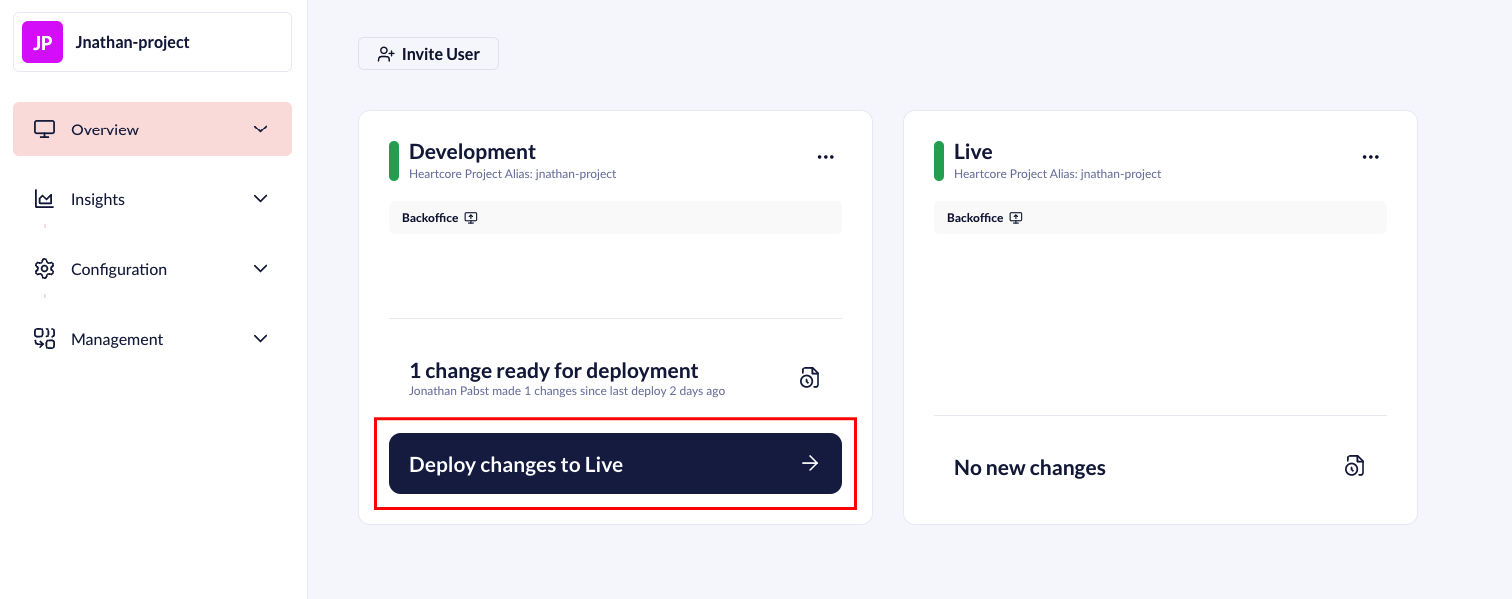 JP
Jnathan-project
Overview
Insights
Configuration
Management
Invite User
Development
Heartcore Project Alias: jnathan-project
Backoffice
1 change ready for deployment
Jonathan Pabst made 1 changes since last deploy 2 days ago
Deploy changes to Live
Live
Heartcore Project Alias: jnathan-project
Backoffice
No new changes